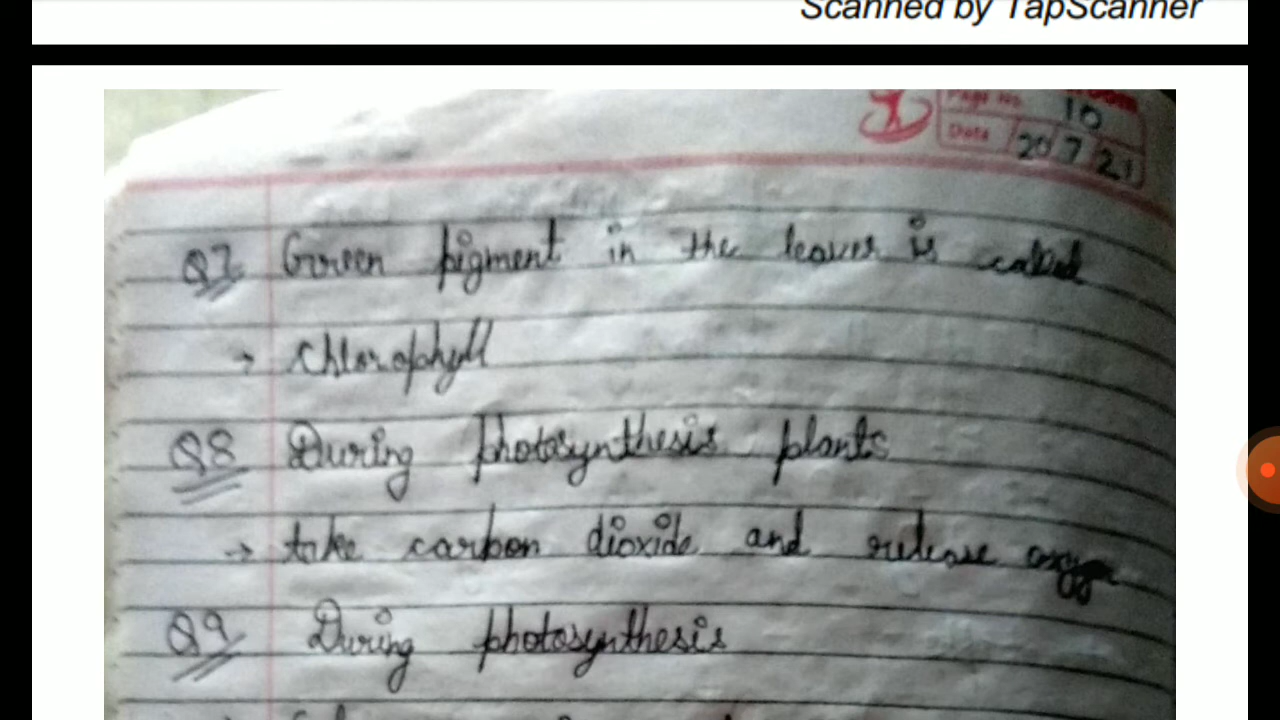 Scanned by TapScanner
Page No. 10
Date 20 7 21
Q7 Green pigment in the leaves is called
→ chlorophyll
Q8 During photosynthesis plants
→ take carbon dioxide and release
Q9 During photosynthesis